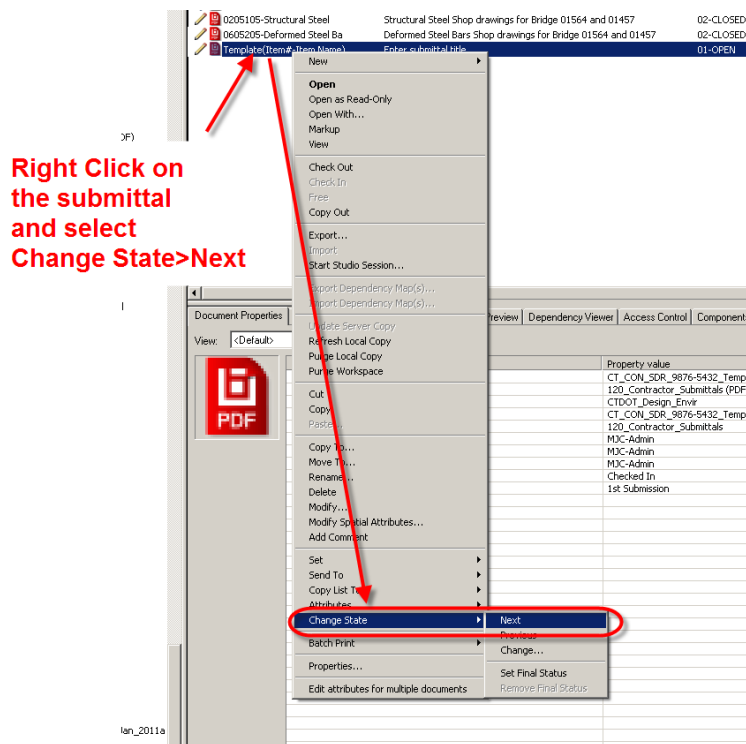 0205105-Structural Steel Structural Steel Shop drawings for Bridge 01564 and 01457 02-CLOSED
0605205-Deformed Steel Ba Deformed Steel Bars Shop drawings for Bridge 01564 and 01457 02-CLOSED
Template(Item#-Item Name) Enter submittal title 01-OPEN
New
Open
Open as Read-Only
Open With...
Markup
View
Check Out
Check In
Free
Copy Out
Export...
Import
Start Studio Session...
Export Dependency Map(s)...
Import Dependency Map(s)...
Update Server Copy
Refresh Local Copy
Purge Local Copy
Purge Workspace
Cut
Copy
Paste...
Copy To...
Move To...
Rename...
Delete
Modify...
Modify Spatial Attributes...
Add Comment
Set
Send To
Copy List To
Attributes
Change State
Batch Print
Properties...
Edit attributes for multiple documents
Next
Previous
Change...
Set Final Status
Remove Final Status
Right Click on
the submittal
and select
Change State>Next
DF)
Document Properties Preview Dependency Viewer Access Control Component
View: <Default>
PDF
Property value
CT_CON_SDR_9876-5432_Temp
120_Contractor_Submittals (PDF
CTDOT_Design_Envir
CT_CON_SDR_9876-5432_Temp
120_Contractor_Submittals
MJC-Admin
MJC-Admin
MJC-Admin
Checked In
1st Submission
Jan_2011a